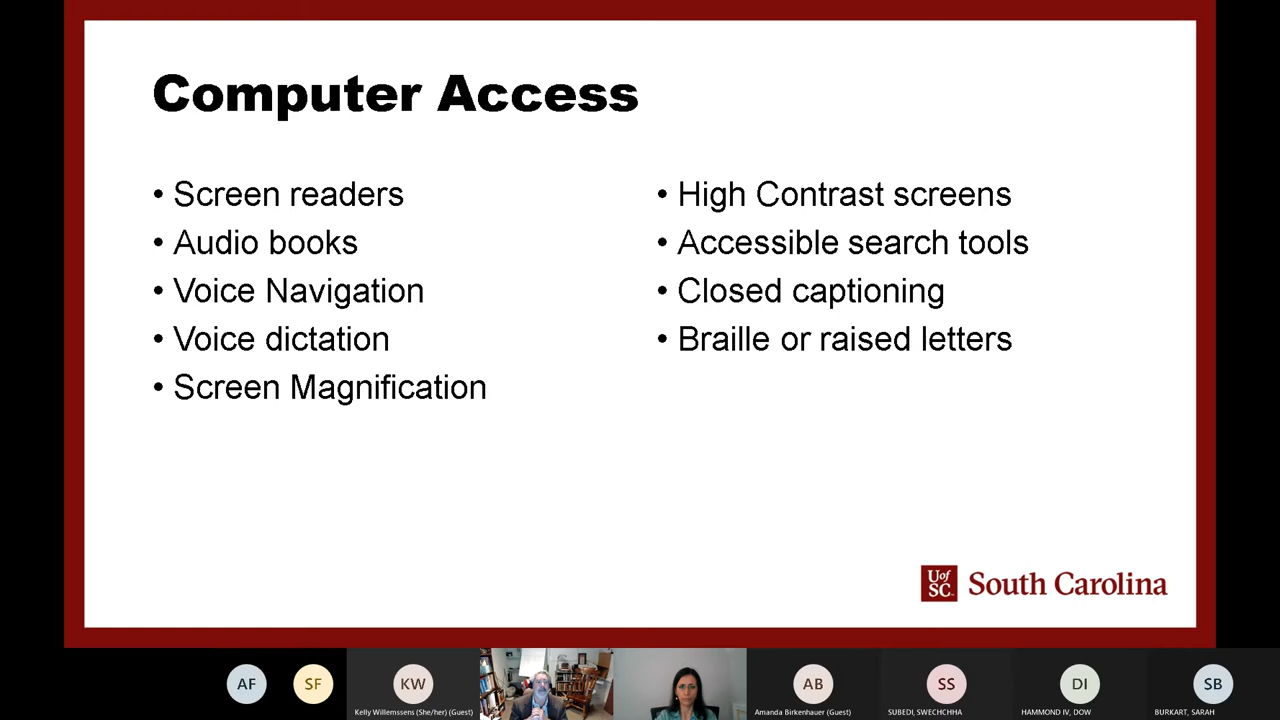 Computer Access
• Screen readers
• Audio books
• Voice Navigation
• Voice dictation
• Screen Magnification
• High Contrast screens
• Accessible search tools
• Closed captioning
• Braille or raised letters
UofSC South Carolina
AF
SF
KW
Kelly Willemssens (She/her) (Guest)
AB
Amanda Birkenhauer (Guest)
SS
SUBEDI, SWECHCHHA
DI
HAMMOND IV, DOW
SB
BURKART, SARAH